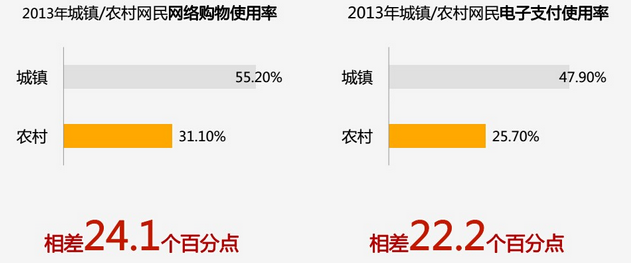 2013年城镇/农村网民网络购物使用率
城镇 55.20%
农村 31.10%
相差24.1个百分点
2013年城镇/农村网民电子支付使用率
城镇 47.90%
农村 25.70%
相差22.2个百分点